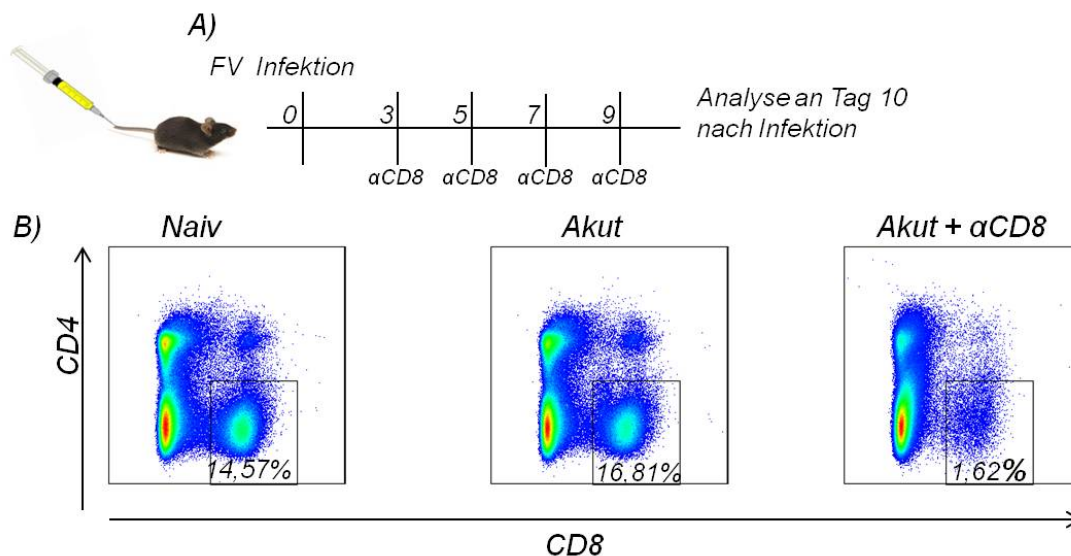 A)
FV Infektion
0 3 5 7 9
αCD8 αCD8 αCD8 αCD8
Analyse an Tag 10
nach Infektion
B)
Naiv
Akut
Akut + αCD8
CD4
14,57%
16,81%
1,62%
CD8